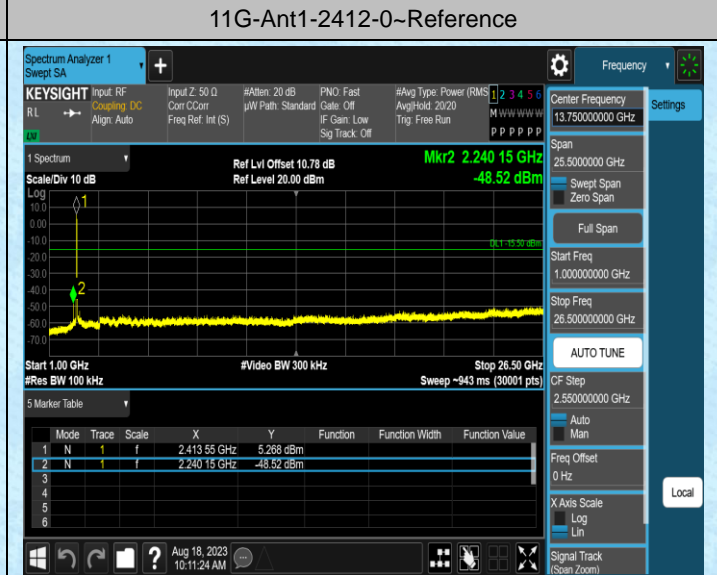 11G-Ant1-2412-0~Reference
Spectrum Analyzer 1
Swept SA
Frequency
KEYSIGHT
RL
LXI
Input: RF
Coupling: DC
Align: Auto
Input Z: 50 Ω
Corr CCorr
Freq Ref: Int (S)
#Atten: 20 dB
µW Path: Standard
PNO: Fast
Gate: Off
IF Gain: Low
Sig Track: Off
#Avg Type: Power (RMS
Avg|Hold: 20/20
Trig: Free Run
1 2 3 4 5 6
M W W W W W
P P P P P P
1 Spectrum
Scale/Div 10 dB
Ref Lvl Offset 10.78 dB
Ref Level 20.00 dBm
Mkr2 2.240 15 GHz
-48.52 dBm
Log
10.0
0.00
-10.0
-20.0
-30.0
-40.0
-50.0
-60.0
-70.0
1
2
DL1 -15.50 dBm
Start 1.00 GHz
#Res BW 100 kHz
#Video BW 300 kHz
Stop 26.50 GHz
Sweep ~943 ms (30001 pts)
5 Marker Table
Mode Trace Scale X Y Function Function Width Function Value
1 N 1 f 2.413 55 GHz 5.268 dBm
2 N 1 f 2.240 15 GHz -48.52 dBm
3
4
5
6
?
Aug 18, 2023
10:11:24 AM
Center Frequency
13.750000000 GHz
Settings
Span
25.5000000 GHz
Swept Span
Zero Span
Full Span
Start Freq
1.000000000 GHz
Stop Freq
26.500000000 GHz
AUTO TUNE
CF Step
2.550000000 GHz
Auto
Man
Freq Offset
0 Hz
X Axis Scale
Log
Lin
Signal Track
(Span Zoom)
Local